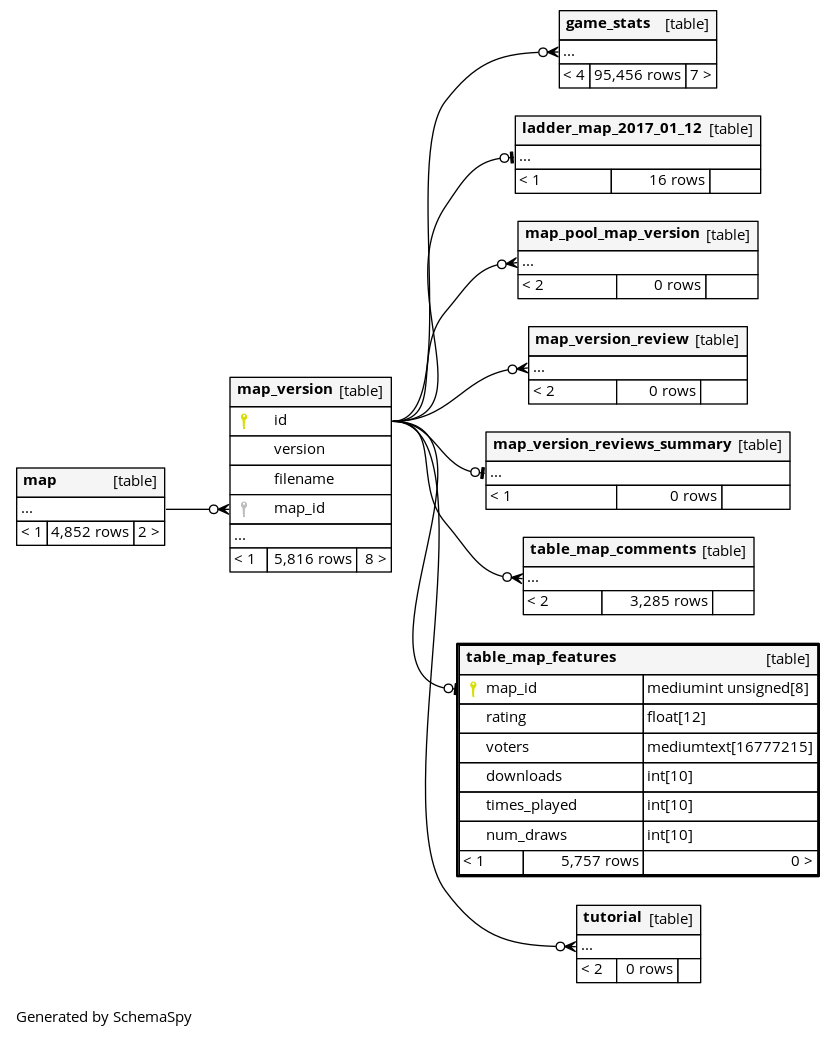 game_stats [table]
...
< 4 95,456 rows 7 >
ladder_map_2017_01_12 [table]
...
< 1 16 rows
map_pool_map_version [table]
...
< 2 0 rows
map_version_review [table]
...
< 2 0 rows
map_version [table]
id
version
filename
map_id
...
< 1 5,816 rows 8 >
map_version_reviews_summary [table]
...
< 1 0 rows
map [table]
...
< 1 4,852 rows 2 >
table_map_comments [table]
...
< 2 3,285 rows
table_map_features [table]
map_id mediumint unsigned[8]
rating float[12]
voters mediumtext[16777215]
downloads int[10]
times_played int[10]
num_draws int[10]
< 1 5,757 rows 0 >
tutorial [table]
...
< 2 0 rows
Generated by SchemaSpy